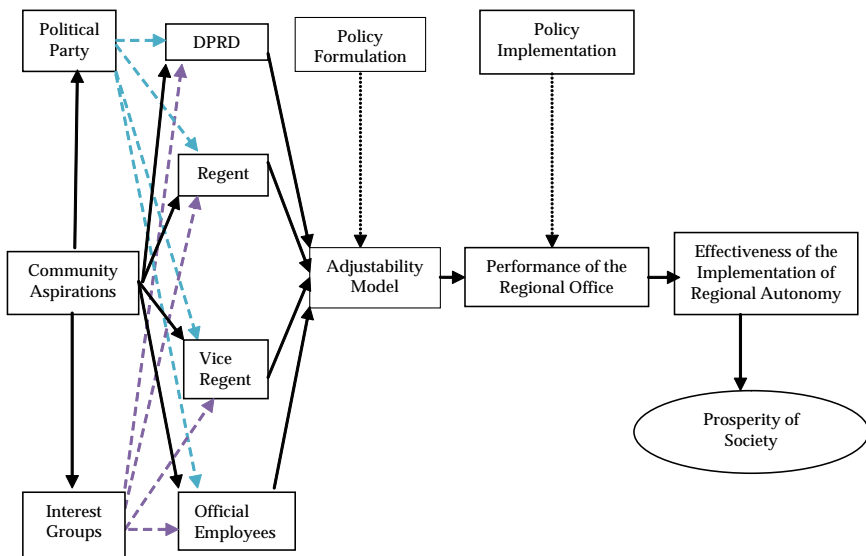 Political
Party
DPRD
Policy
Formulation
Policy
Implementation
Regent
Community
Aspirations
Adjustability
Model
Performance of the
Regional Office
Effectiveness of the
Implementation of
Regional Autonomy
Vice
Regent
Prosperity of
Society
Interest
Groups
Official
Employees